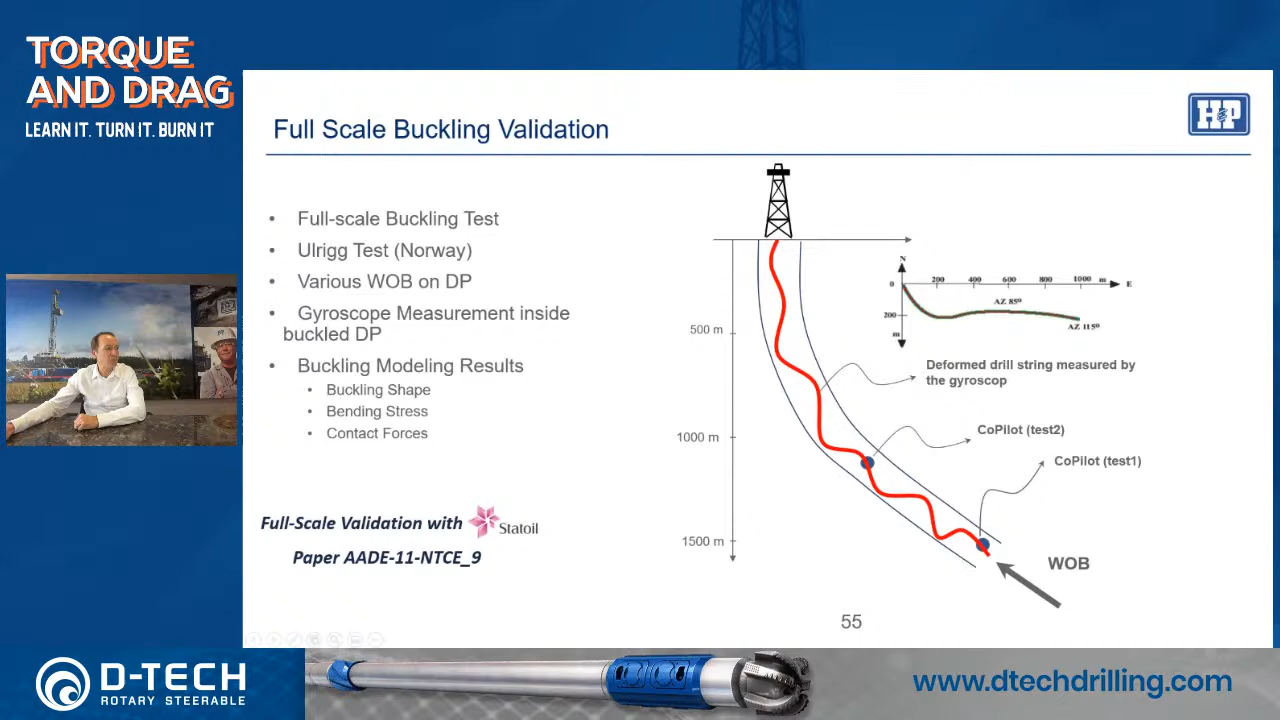 TORQUE
AND DRAG
LEARN IT. TURN IT. BURN IT
Full Scale Buckling Validation
H&P
• Full-scale Buckling Test
• Ulrigg Test (Norway)
• Various WOB on DP
• Gyroscope Measurement inside
buckled DP
• Buckling Modeling Results
• Buckling Shape
• Bending Stress
• Contact Forces
Full-Scale Validation with
Statoil
Paper AADE-11-NTCE_9
500 m
1000 m
1500 m
N
0
200
400
600
800
1000
m
E
AZ 85º
200
m
AZ 115º
Deformed drill string measured by
the gyroscop
CoPilot (test2)
CoPilot (test1)
WOB
55
D-TECH
ROTARY STEERABLE
www.dtechdrilling.com